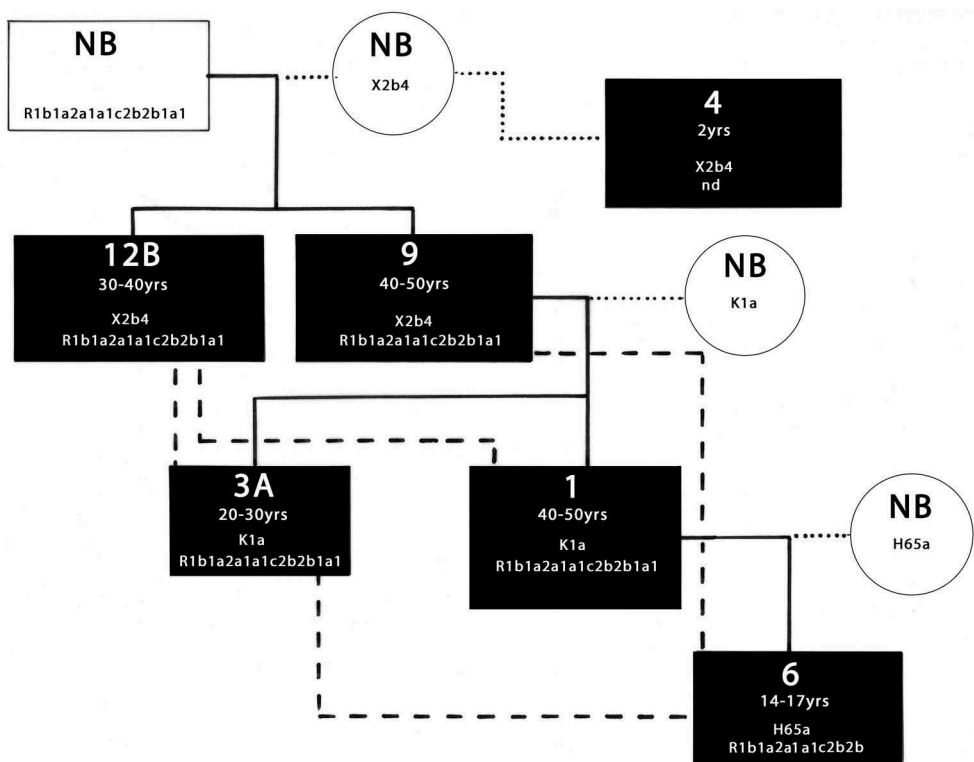 NB
R1b1a2a1a1c2b2b1a1
NB
X2b4
4
2yrs
X2b4
nd
12B
30-40yrs
X2b4
R1b1a2a1a1c2b2b1a1
9
40-50yrs
X2b4
R1b1a2a1a1c2b2b1a1
NB
K1a
3A
20-30yrs
K1a
R1b1a2a1a1c2b2b1a1
1
40-50yrs
K1a
R1b1a2a1a1c2b2b1a1
NB
H65a
6
14-17yrs
H65a
R1b1a2a1a1c2b2b